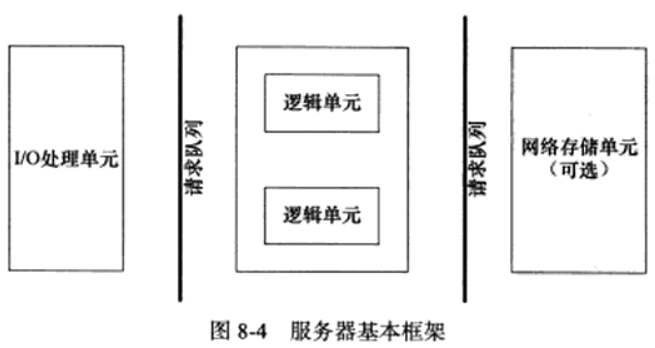 I/O处理单元
请求队列
逻辑单元
逻辑单元
请求队列
网络存储单元
（可选）
图 8-4 服务器基本框架